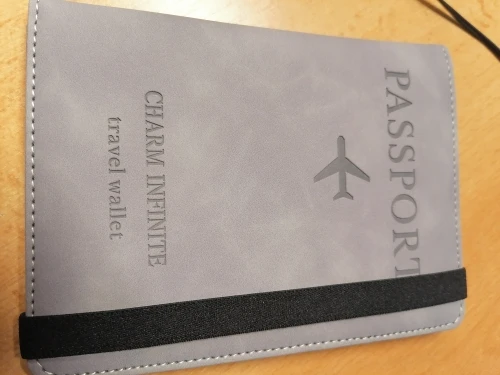 PASSPORT
CHARM INFINITE
travel wallet